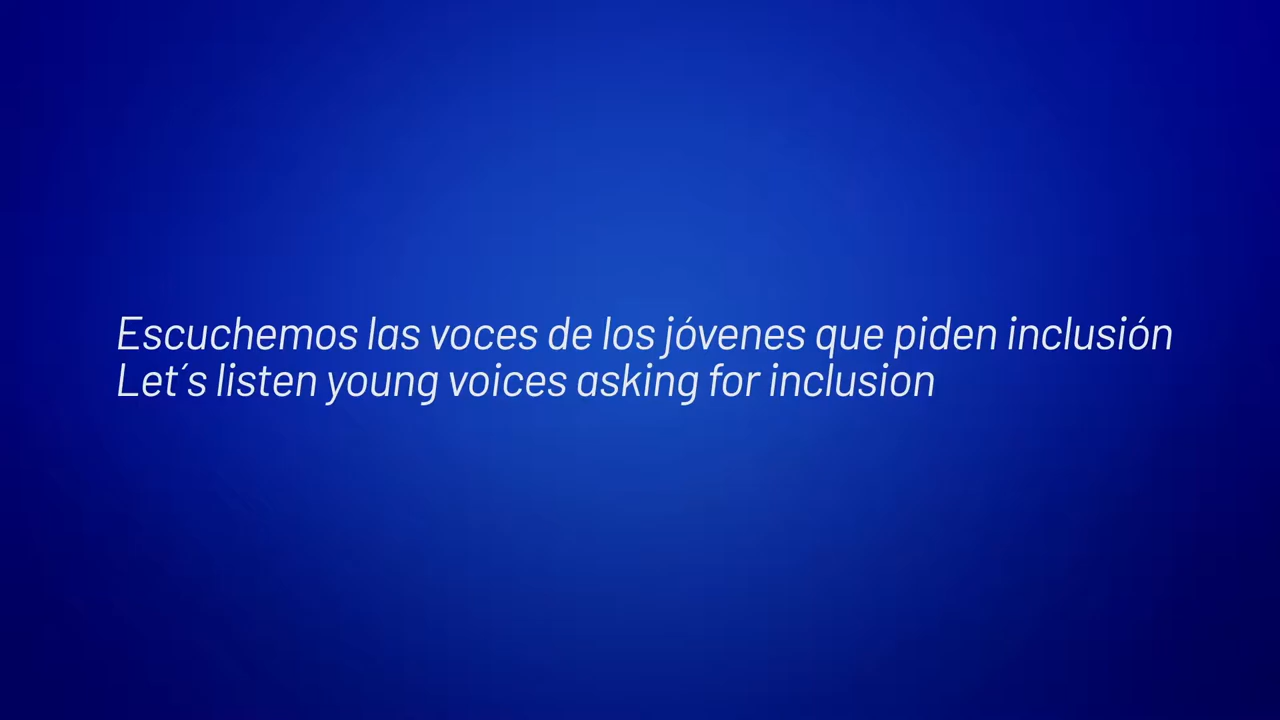 Escuchemos las voces de los jóvenes que piden inclusión
Let´s listen young voices asking for inclusion